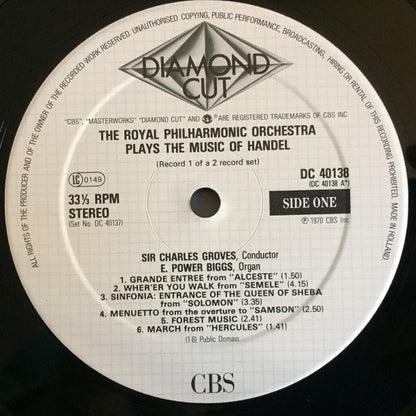 ALL RIGHTS OF THE PRODUCER AND OF THE OWNER OF THE RECORDED WORK RESERVED. UNAUTHORISED COPYING, PUBLIC PERFORMANCE, BROADCASTING, HIRING OR RENTAL OF THIS RECORDING PROHIBITED. MADE IN HOLLAND
DIAMOND
CUT
"CBS", "MASTERWORKS" "DIAMOND CUT" AND ARE REGISTERED TRADEMARKS OF CBS INC
THE ROYAL PHILHARMONIC ORCHESTRA
PLAYS THE MUSIC OF HANDEL
(Record 1 of a 2 record set)
LC 0149
DC 40138
(DC 40138 A*)
33⅓ RPM
STEREO
(Set No. DC 40137)
SIDE ONE
℗ 1970 CBS Inc.
SIR CHARLES GROVES, Conductor
E. POWER BIGGS, Organ
1. GRANDE ENTREE from "ALCESTE" (1.50)
2. WHER'ER YOU WALK from "SEMELE" (4.15)
3. SINFONIA: ENTRANCE OF THE QUEEN OF SHEBA
from "SOLOMON" (3.35)
4. MENUETTO from the overture to "SAMSON" (2.50)
5. FOREST MUSIC (2.41)
6. MARCH from "HERCULES" (1.41)
(1-6) Public Domain.
CBS